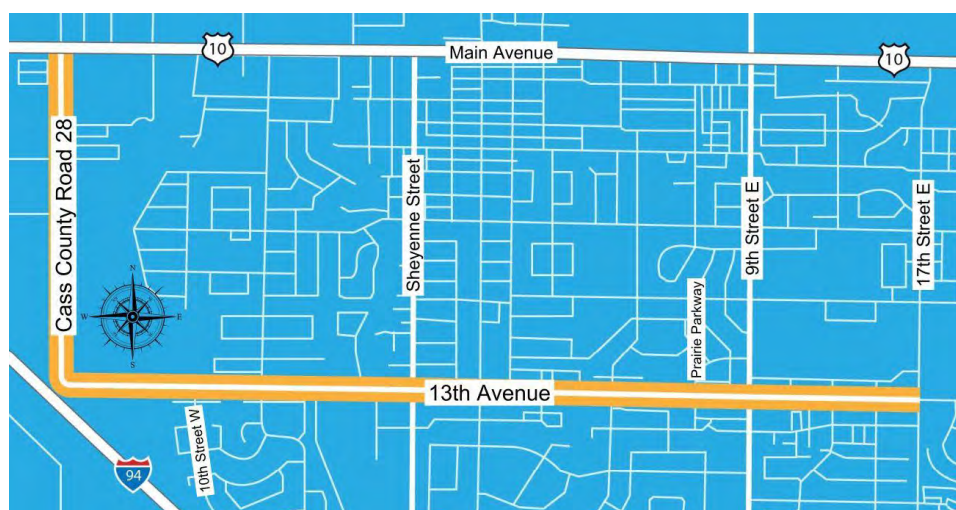 10
Main Avenue
10
Cass County Road 28
Sheyenne Street
9th Street E
17th Street E
Prairie Parkway
N
W
E
S
13th Avenue
10th Street W
94